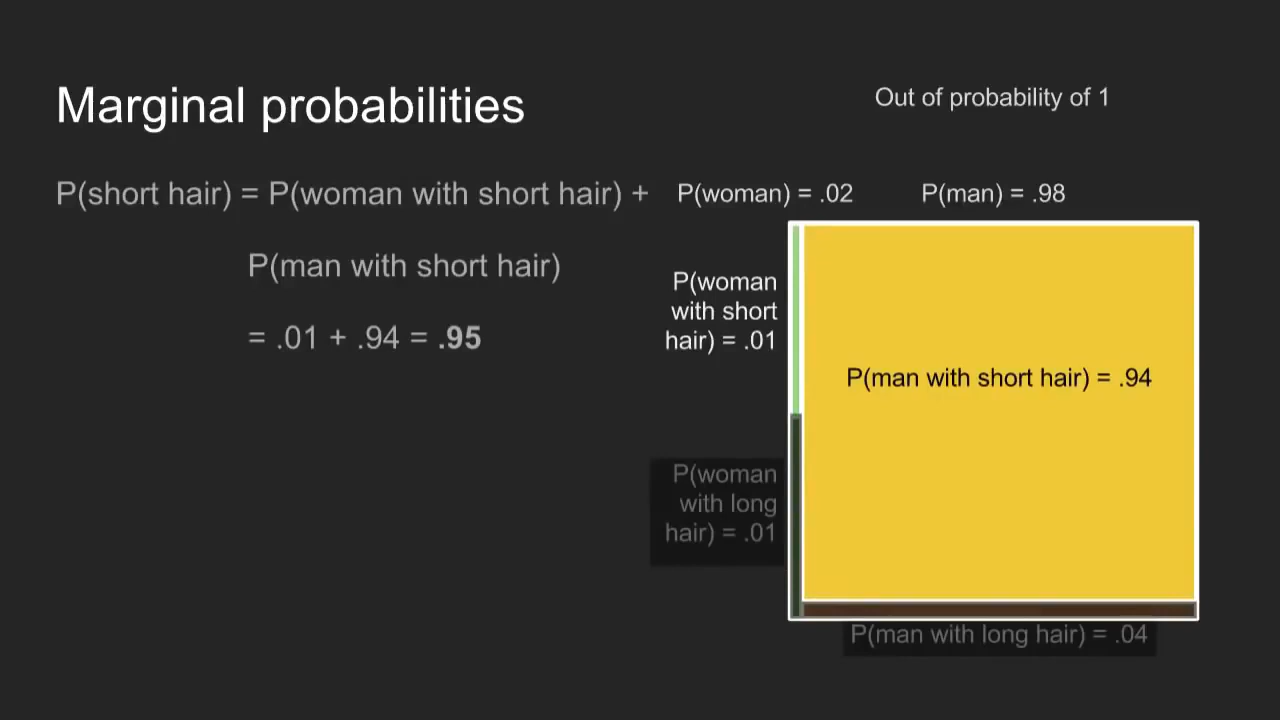 Marginal probabilities
Out of probability of 1
P(short hair) = P(woman with short hair) +
P(man with short hair)
= .01 + .94 = .95
P(woman) = .02
P(man) = .98
P(woman
with short
hair) = .01
P(man with short hair) = .94
P(woman
with long
hair) = .01
P(man with long hair) = .04